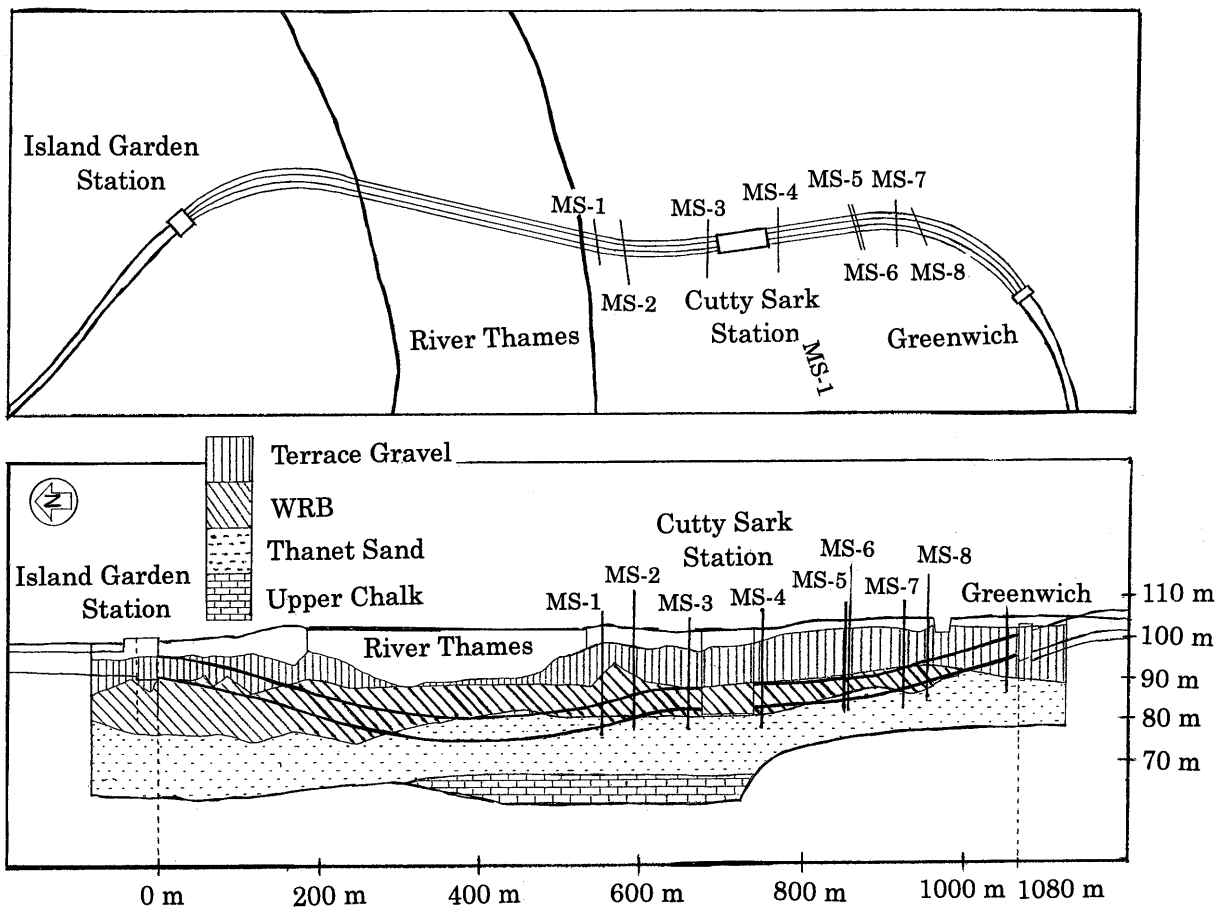 Island Garden
Station
MS-1
MS-2
MS-3
MS-4
MS-5
MS-7
MS-6
MS-8
River Thames
Cutty Sark
Station
MS-1
Greenwich
Terrace Gravel
WRB
Thanet Sand
Upper Chalk
N
Island Garden
Station
River Thames
Cutty Sark
Station
MS-1
MS-2
MS-3
MS-4
MS-5
MS-6
MS-7
MS-8
Greenwich
110 m
100 m
90 m
80 m
70 m
0 m
200 m
400 m
600 m
800 m
1000 m
1080 m